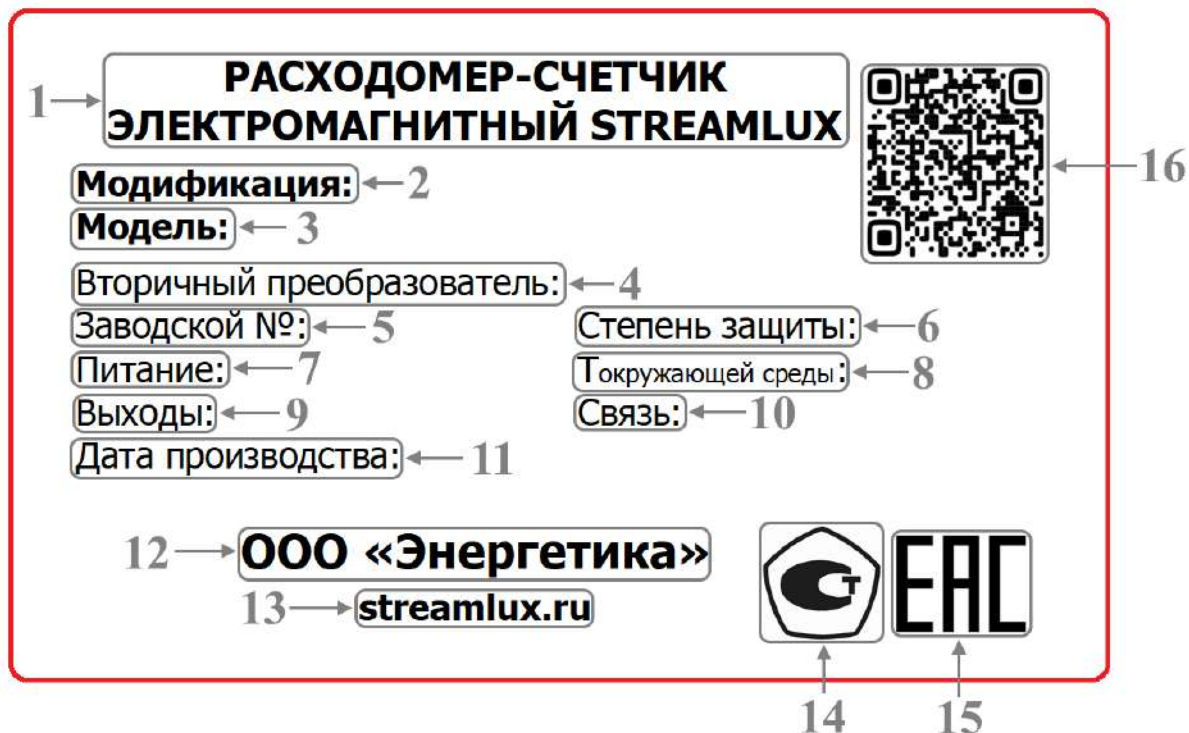 РАСХОДОМЕР-СЧЕТЧИК
ЭЛЕКТРОМАГНИТНЫЙ STREAMLUX
1
16
Модификация: 2
Модель: 3
Вторичный преобразователь: 4
Заводской №: 5
Степень защиты: 6
Питание: 7
Токружающей среды: 8
Выходы: 9
Связь: 10
Дата производства: 11
12 ООО «Энергетика»
13 streamlux.ru
СТ
EAC
14
15